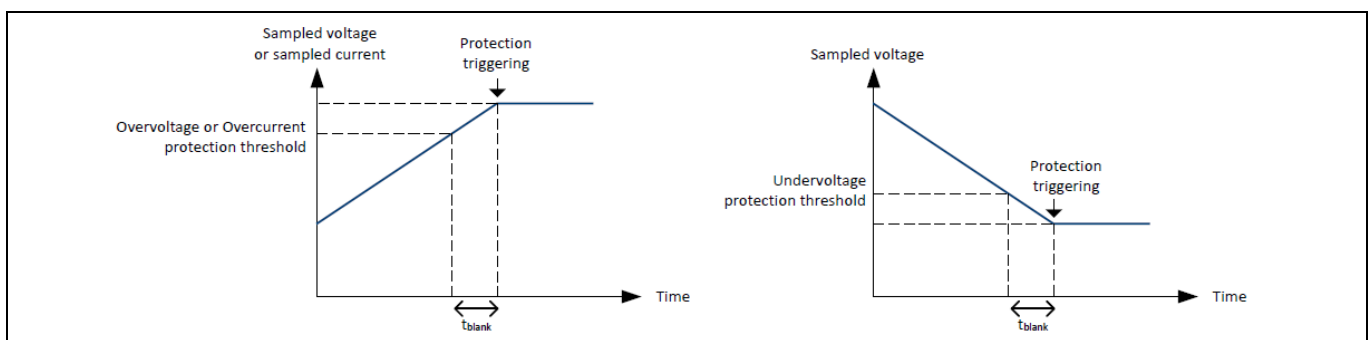 Sampled voltage
or sampled current
Protection
triggering
Overvoltage or Overcurrent
protection threshold
Time
tblank
Sampled voltage
Protection
triggering
Undervoltage
protection threshold
Time
tblank